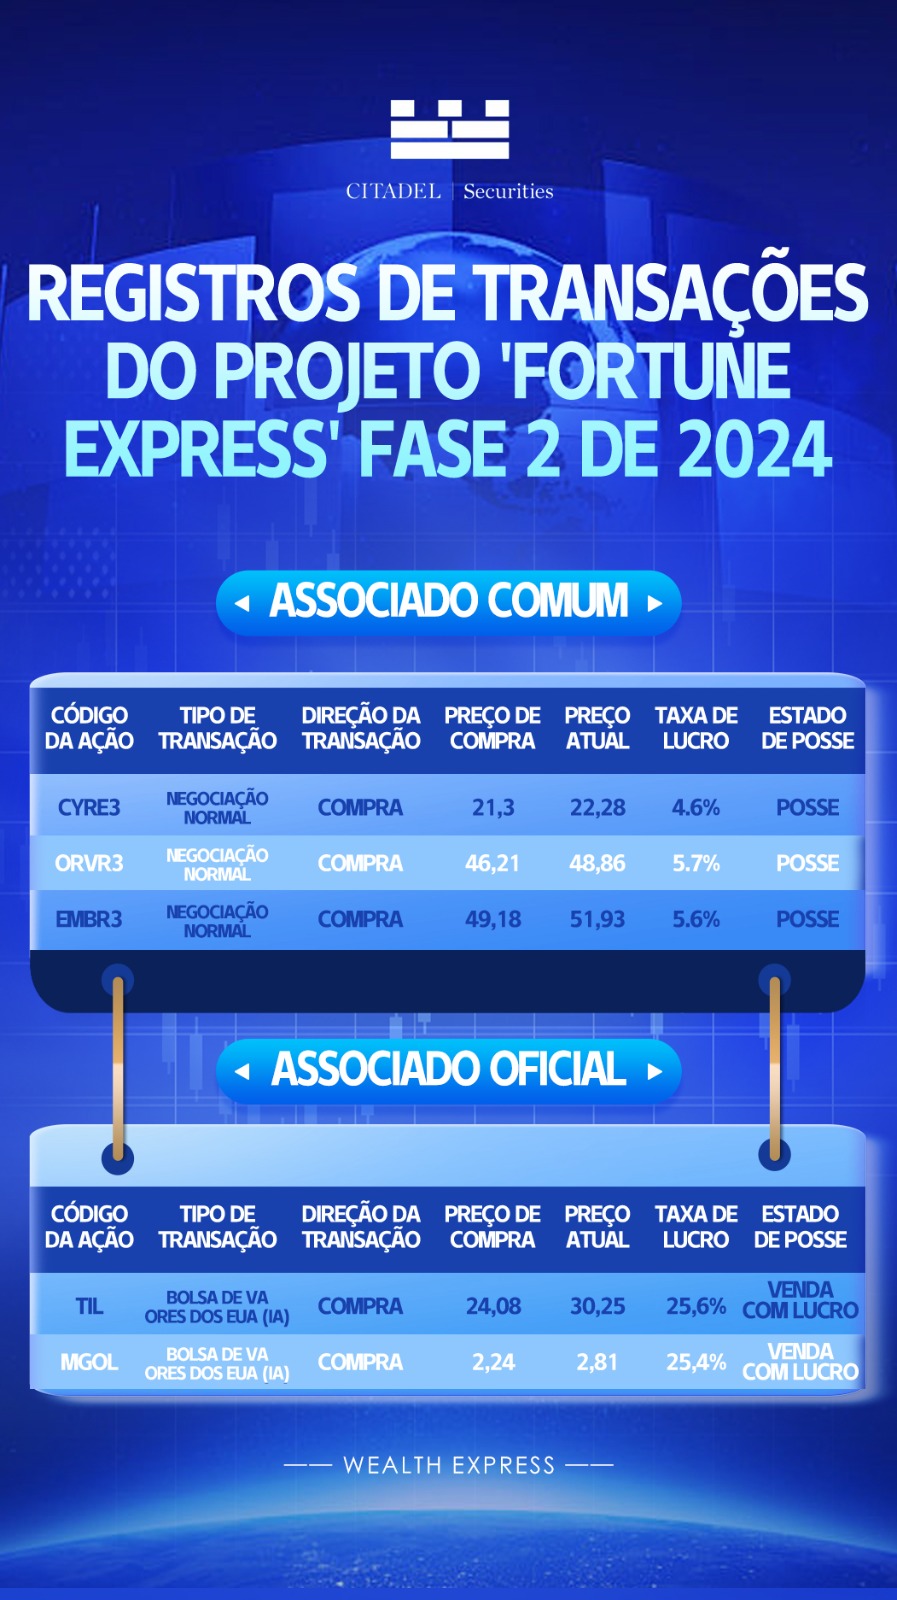 CITADEL | Securities
REGISTROS DE TRANSAÇÕES
DO PROJETO 'FORTUNE
EXPRESS' FASE 2 DE 2024
ASSOCIADO COMUM
CÓDIGO DA AÇÃO TIPO DE TRANSAÇÃO DIREÇÃO DA TRANSAÇÃO PREÇO DE COMPRA PREÇO ATUAL TAXA DE LUCRO ESTADO DE POSSE
CYRE3 NEGOCIAÇÃO NORMAL COMPRA 21,3 22,28 4.6% POSSE
ORVR3 NEGOCIAÇÃO NORMAL COMPRA 46,21 48,86 5.7% POSSE
EMBR3 NEGOCIAÇÃO NORMAL COMPRA 49,18 51,93 5.6% POSSE
ASSOCIADO OFICIAL
CÓDIGO DA AÇÃO TIPO DE TRANSAÇÃO DIREÇÃO DA TRANSAÇÃO PREÇO DE COMPRA PREÇO ATUAL TAXA DE LUCRO ESTADO DE POSSE
TIL BOLSA DE VA ORES DOS EUA (IA) COMPRA 24,08 30,25 25,6% VENDA COM LUCRO
MGOL BOLSA DE VA ORES DOS EUA (IA) COMPRA 2,24 2,81 25,4% VENDA COM LUCRO
WEALTH EXPRESS